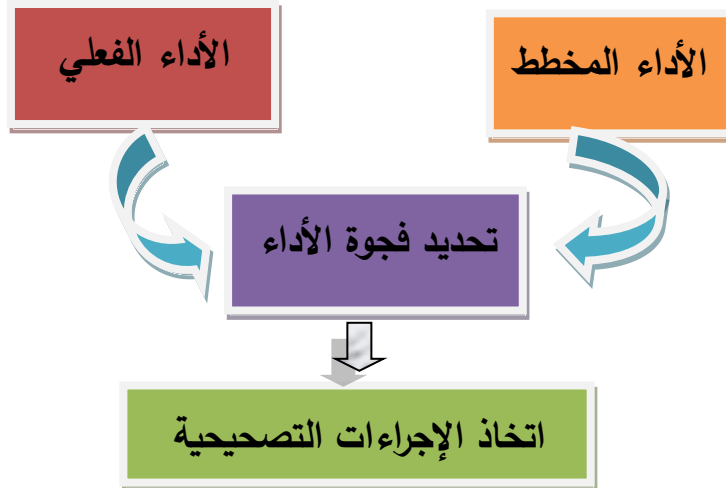 الأداء المخطط
الأداء الفعلي
تحديد فجوة الأداء
اتخاذ الإجراءات التصحيحية